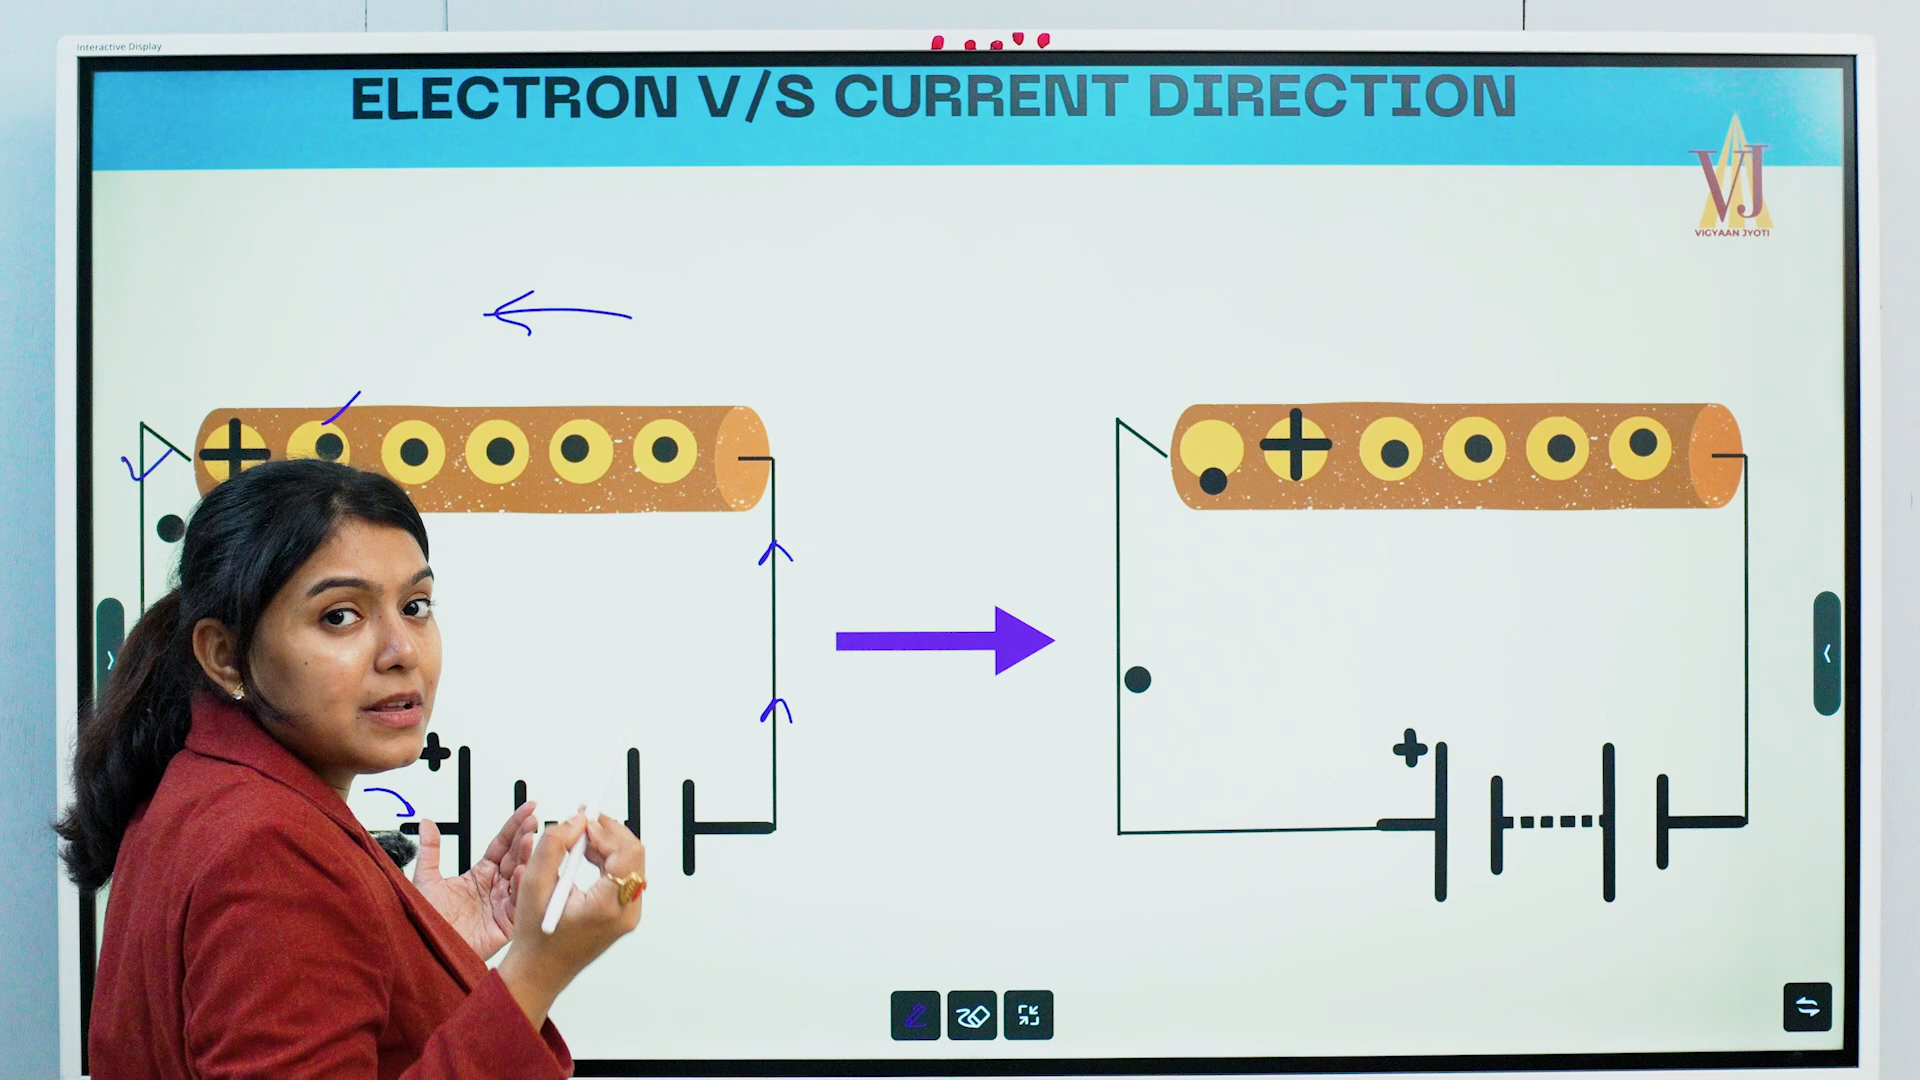 Interactive Display
ELECTRON V/S CURRENT DIRECTION
VJ
VIGYAAN JYOTI
+
+
+
+